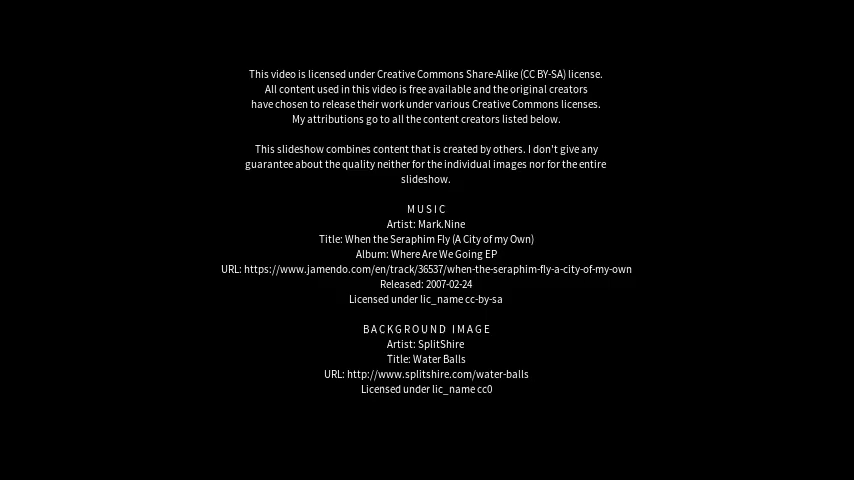 This video is licensed under Creative Commons Share-Alike (CC BY-SA) license.
All content used in this video is free available and the original creators
have chosen to release their work under various Creative Commons licenses.
My attributions go to all the content creators listed below.
This slideshow combines content that is created by others. I don't give any
guarantee about the quality neither for the individual images nor for the entire
slideshow.
MUSIC
Artist: Mark.Nine
Title: When the Seraphim Fly (A City of my Own)
Album: Where Are We Going EP
URL: https://www.jamendo.com/en/track/36537/when-the-seraphim-fly-a-city-of-my-own
Released: 2007-02-24
Licensed under lic_name cc-by-sa
BACKGROUND IMAGE
Artist: SplitShire
Title: Water Balls
URL: http://www.splitshire.com/water-balls
Licensed under lic_name cc0